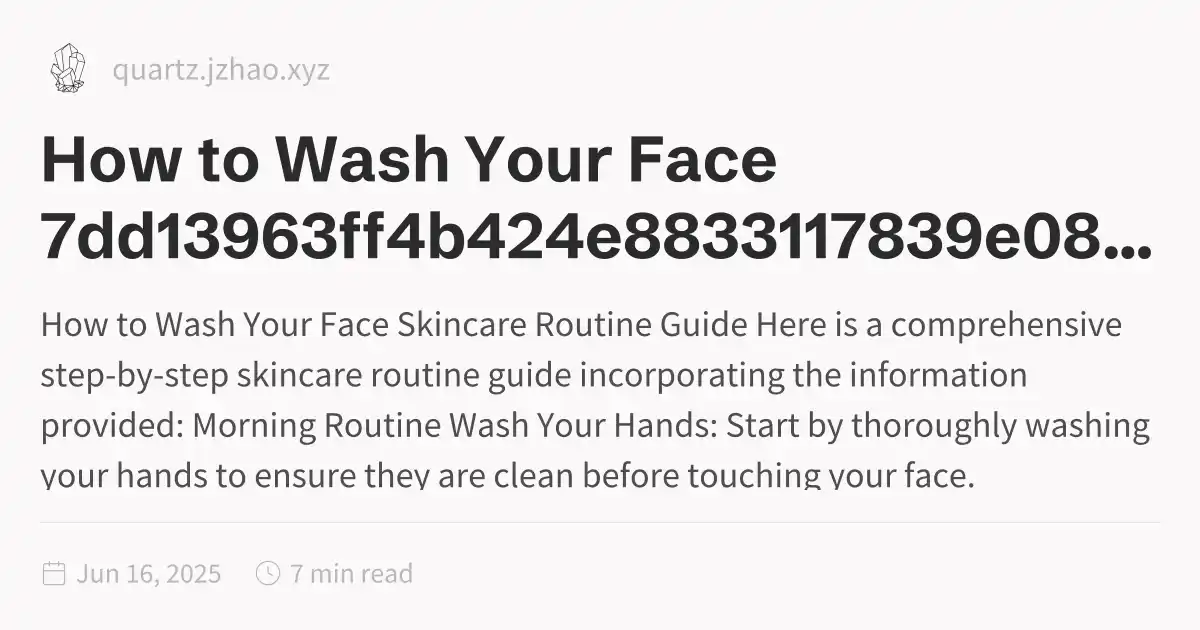 quartz.jzhao.xyz
How to Wash Your Face
7dd13963ff4b424e8833117839e08...
How to Wash Your Face Skincare Routine Guide Here is a comprehensive
step-by-step skincare routine guide incorporating the information
provided: Morning Routine Wash Your Hands: Start by thoroughly washing
your hands to ensure they are clean before touching your face.
Jun 16, 2025 7 min read